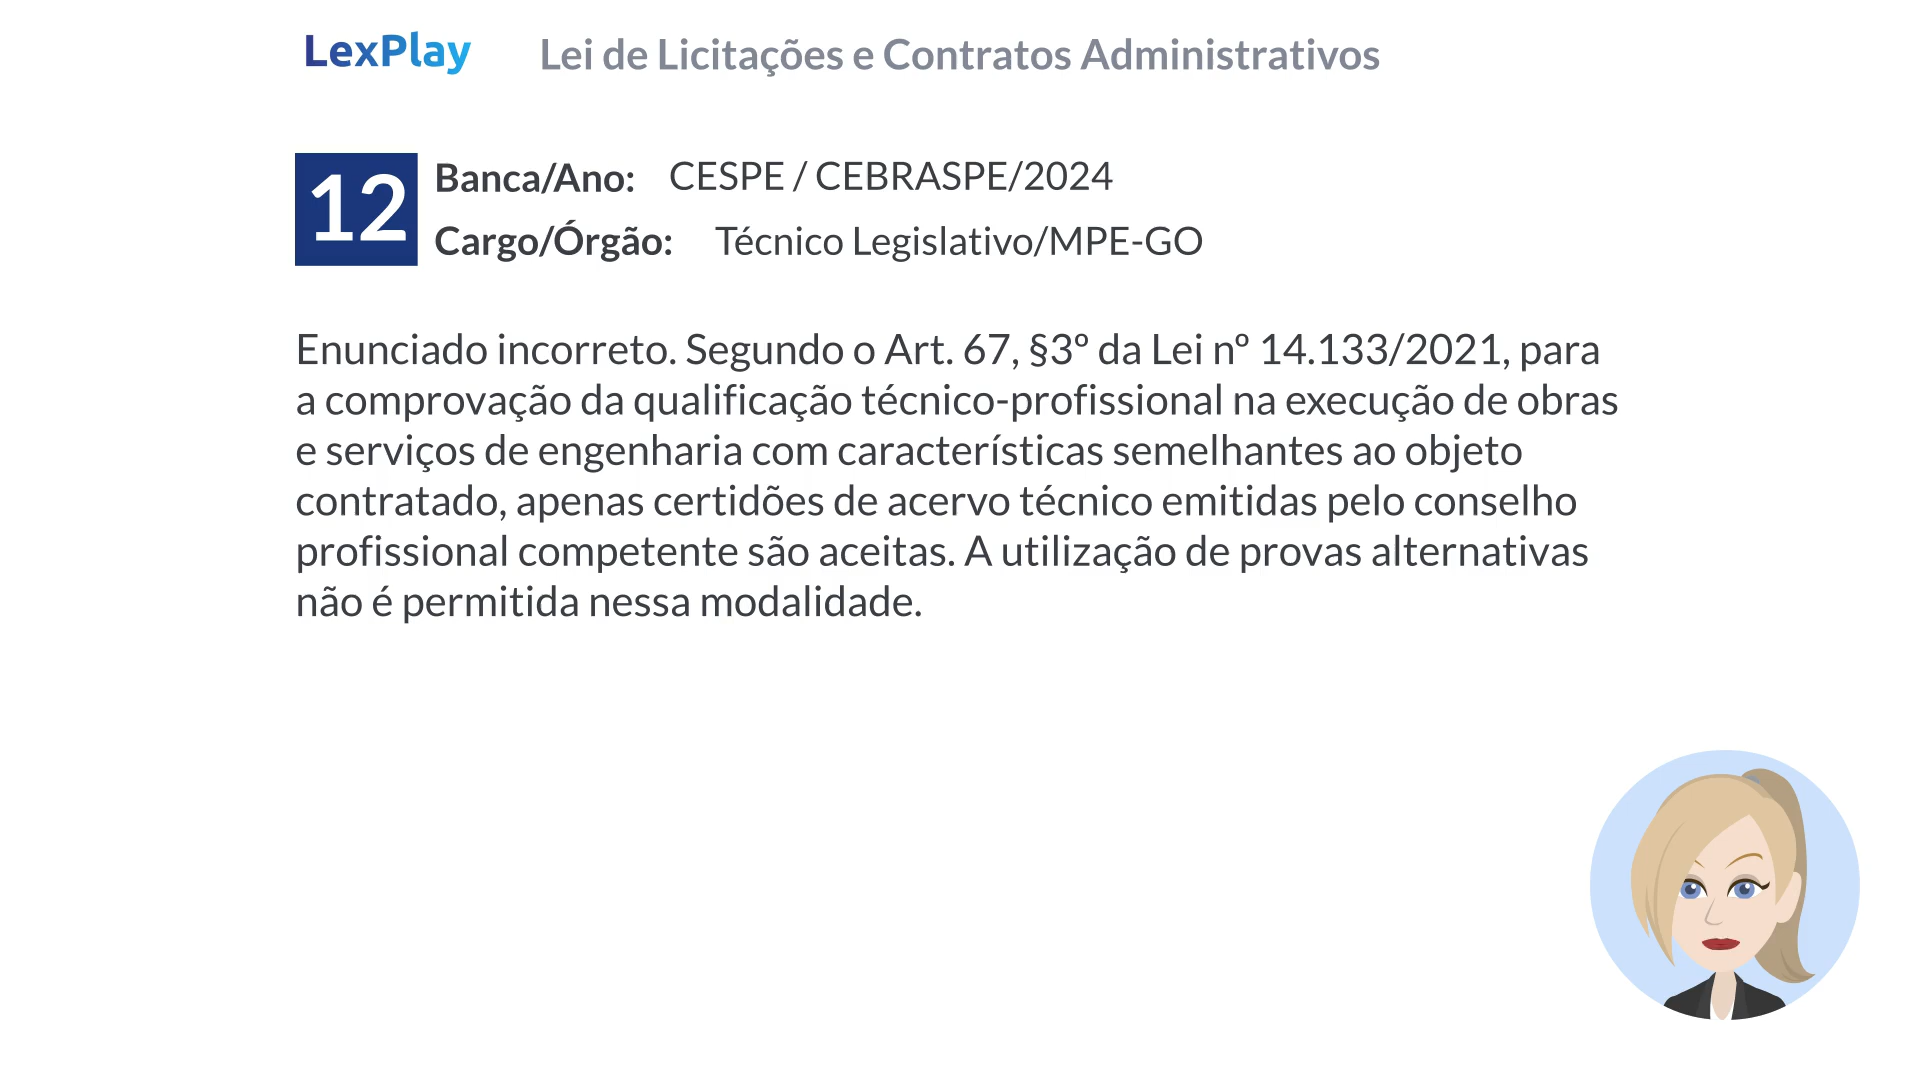 LexPlay Lei de Licitações e Contratos Administrativos
12
Banca/Ano: CESPE / CEBRASPE/2024
Cargo/Órgão: Técnico Legislativo/MPE-GO
Enunciado incorreto. Segundo o Art. 67, §3º da Lei nº 14.133/2021, para
a comprovação da qualificação técnico-profissional na execução de obras
e serviços de engenharia com características semelhantes ao objeto
contratado, apenas certidões de acervo técnico emitidas pelo conselho
profissional competente são aceitas. A utilização de provas alternativas
não é permitida nessa modalidade.